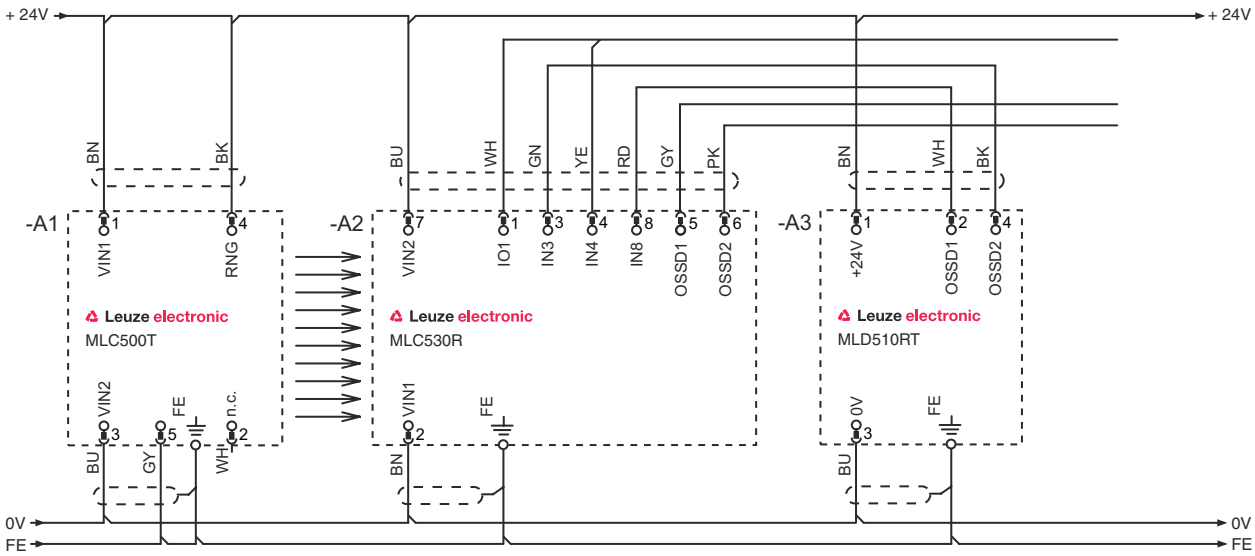 + 24V
+ 24V
BN
BK
BU
WH
GN
YE
RD
GY
PK
BN
WH
BK
-A1
1
4
-A2
7
1
3
4
8
5
6
-A3
1
2
4
VIN1
RNG
VIN2
IO1
IN3
IN4
IN8
OSSD1
OSSD2
+24V
OSSD1
OSSD2
Leuze electronic
MLC500T
Leuze electronic
MLC530R
Leuze electronic
MLD510RT
VIN2
FE
n.c.
VIN1
FE
0V
FE
3
5
2
2
3
BU
GY
WH
BN
BU
0V
0V
FE
FE